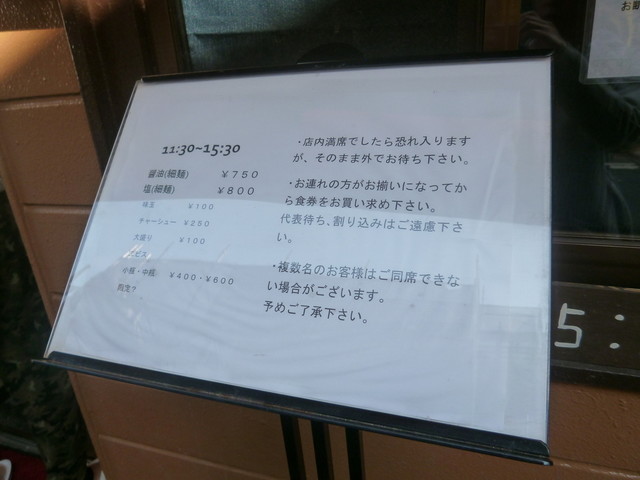 11:30~15:30
醤油(細麺) ¥750
塩(細麺) ¥800
味玉 ¥100
チャーシュー ¥250
大盛り ¥100
ビス
小瓶・中瓶 ¥400・¥600
・店内満席でしたら恐れ入ります
が、そのまま外でお待ち下さい。
・お連れの方がお揃いになってか
ら食券をお買い求め下さい。
代表待ち、割り込みはご遠慮下さ
い。
・複数名のお客様はご同席できな
い場合がございます。
予めご了承下さい。
5: